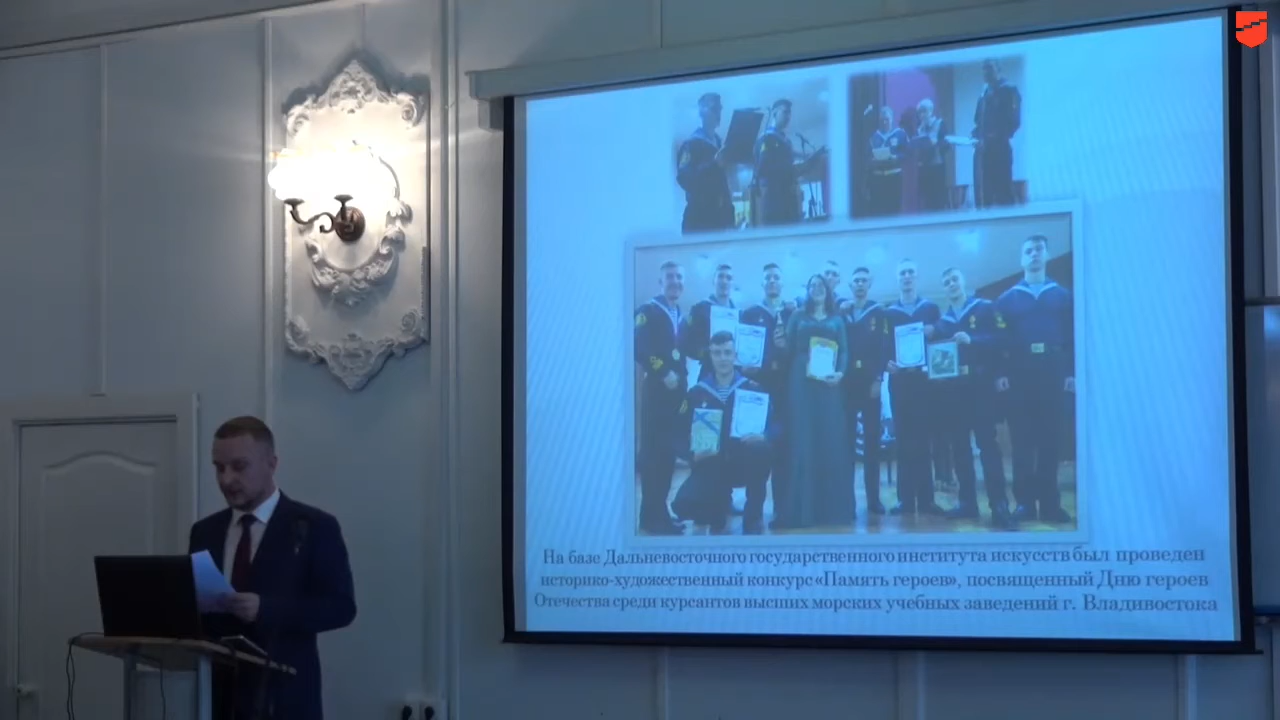 На базе Дальневосточного государственного института искусств был проведен
историко-художественный конкурс «Память героев», посвященный Дню героев
Отечества среди курсантов высших морских учебных заведений г. Владивостока